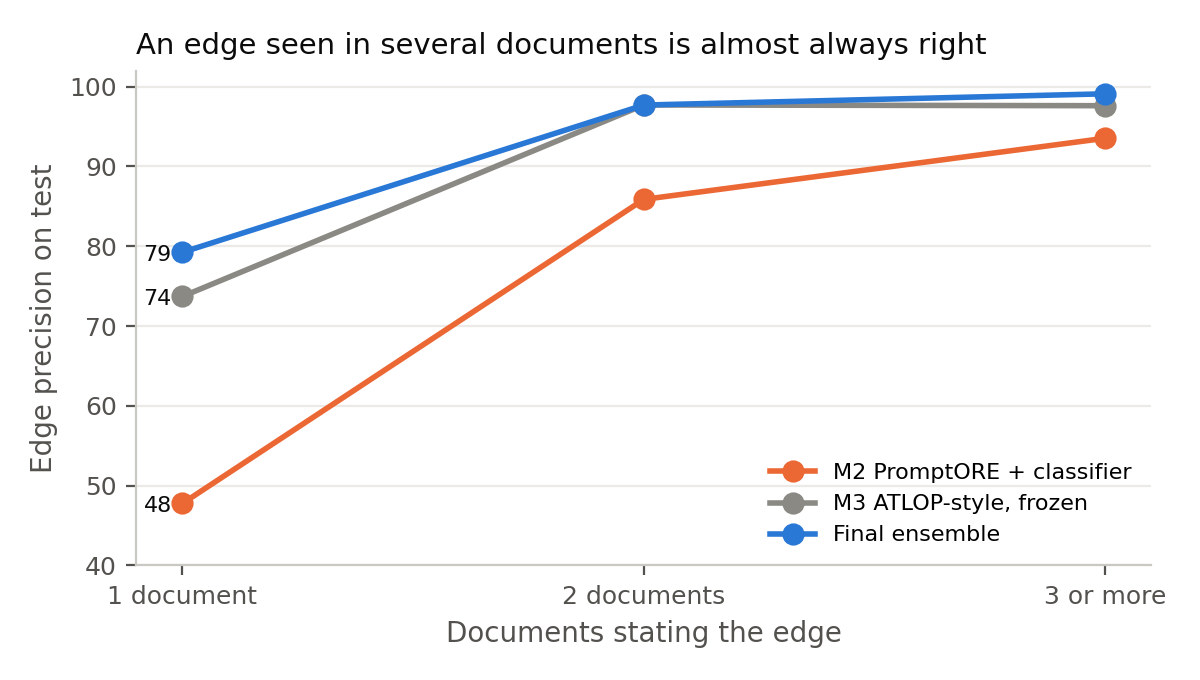 An edge seen in several documents is almost always right
Edge precision on test
100
90
80
70
60
50
40
79
74
48
M2 PromptORE + classifier
M3 ATLOP-style, frozen
Final ensemble
1 document
2 documents
3 or more
Documents stating the edge